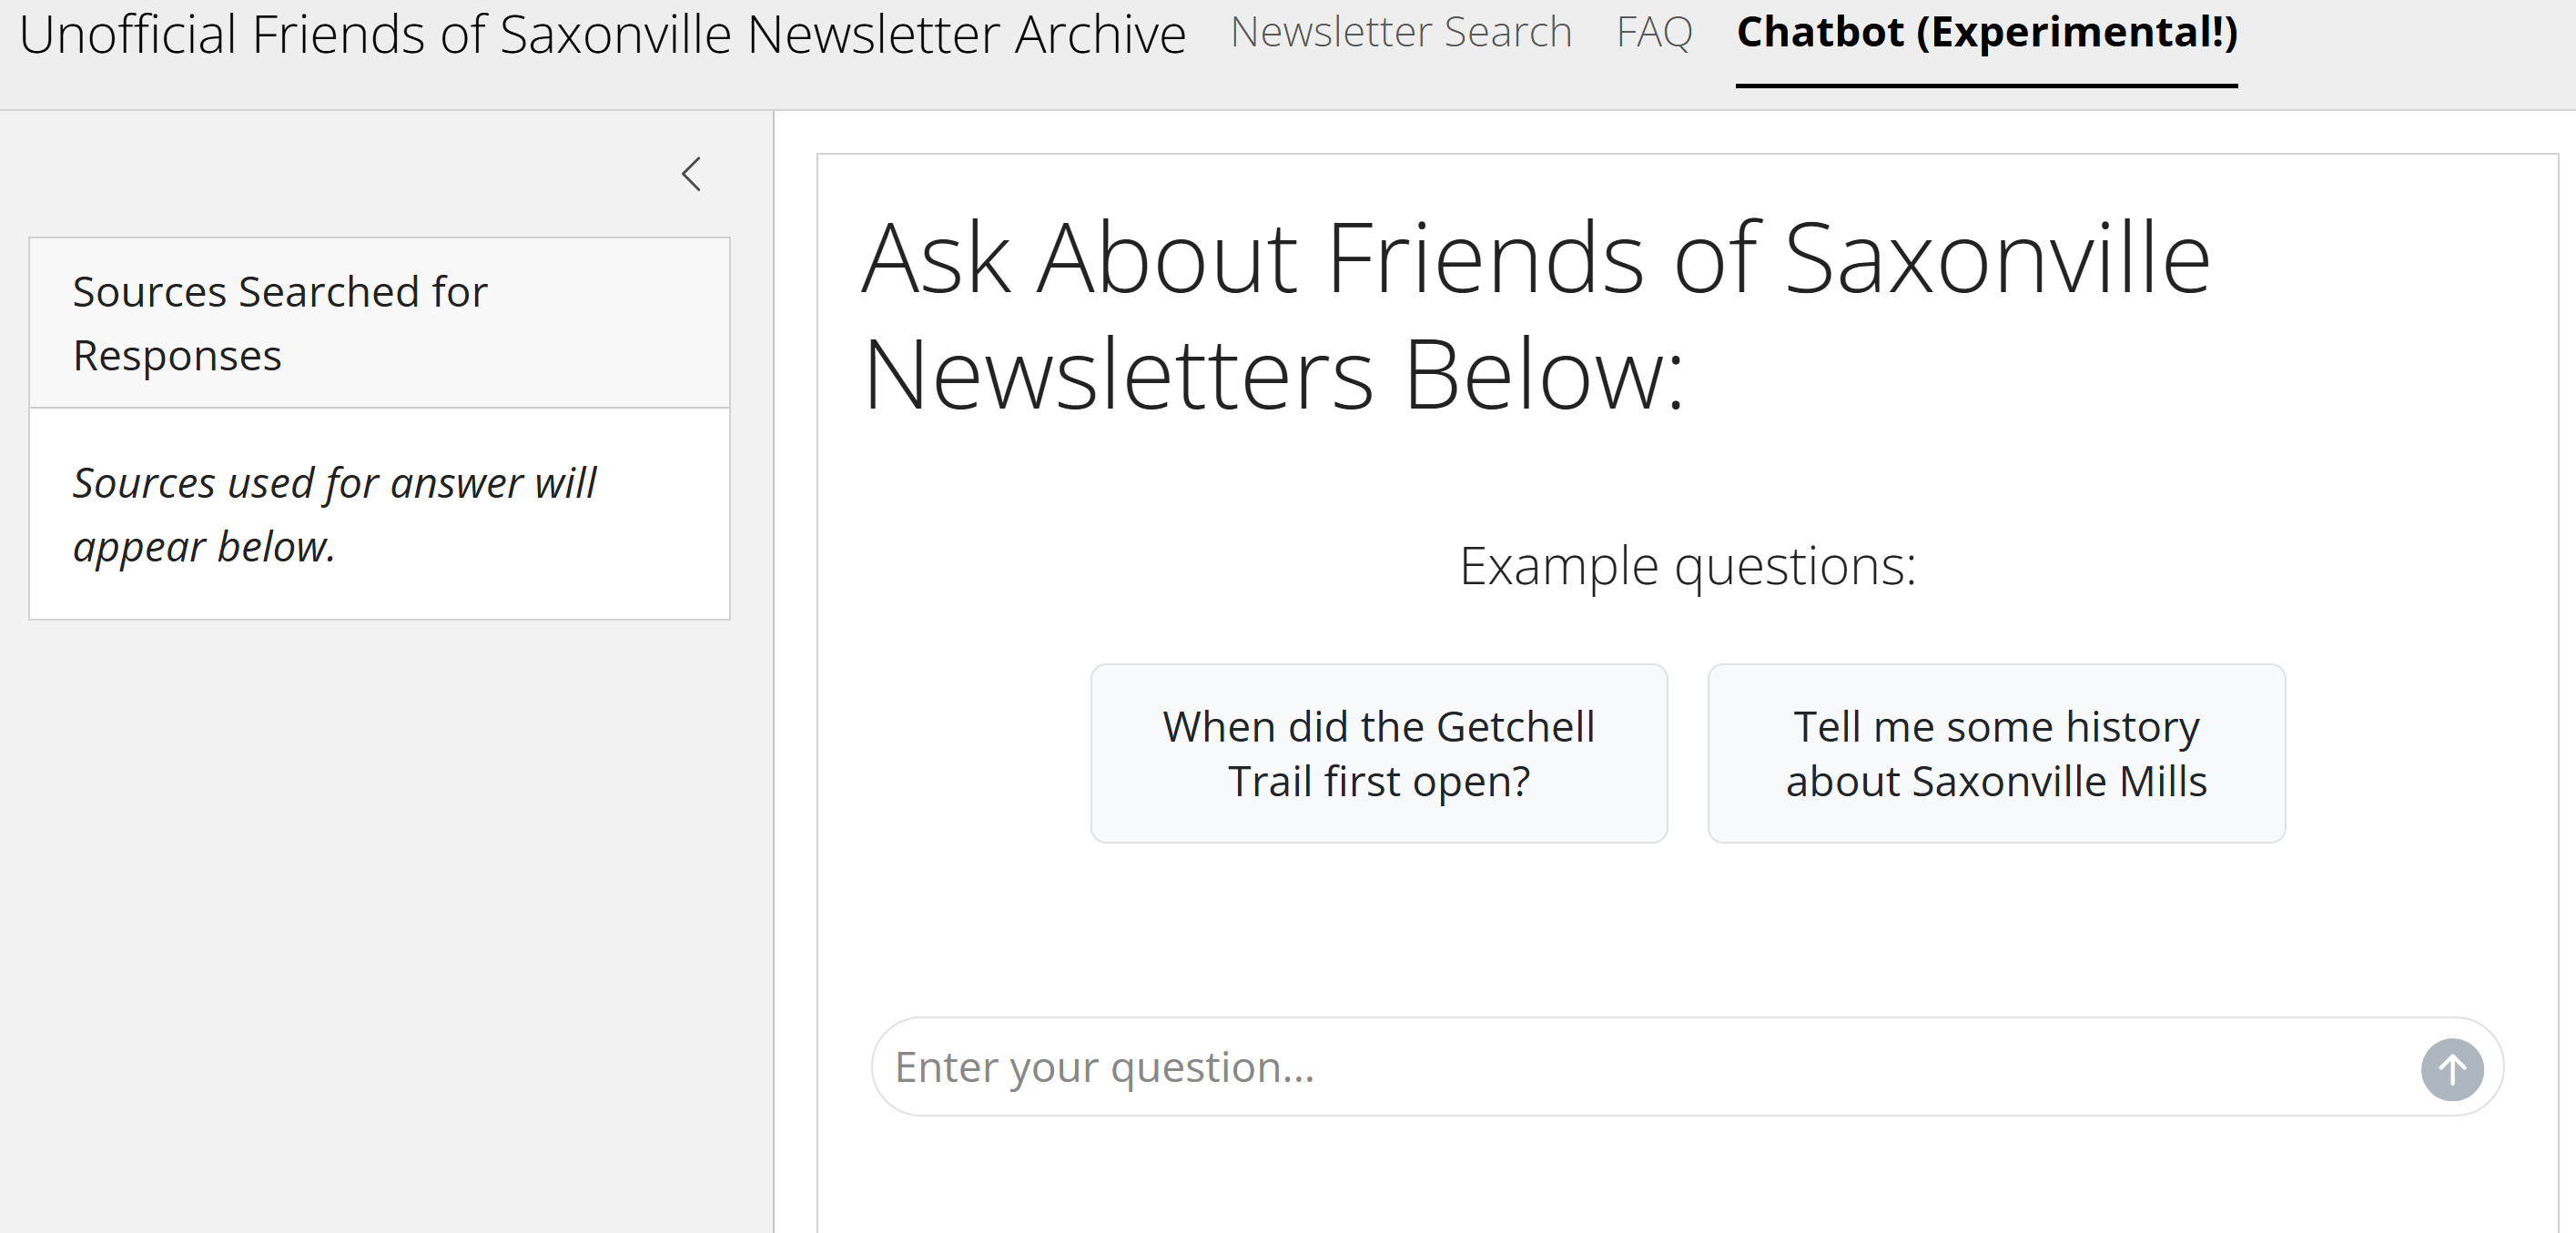 Unofficial Friends of Saxonville Newsletter Archive Newsletter Search FAQ Chatbot (Experimental!)
Sources Searched for
Responses
Sources used for answer will
appear below.
Ask About Friends of Saxonville
Newsletters Below:
Example questions:
When did the Getchell
Trail first open?
Tell me some history
about Saxonville Mills
Enter your question...